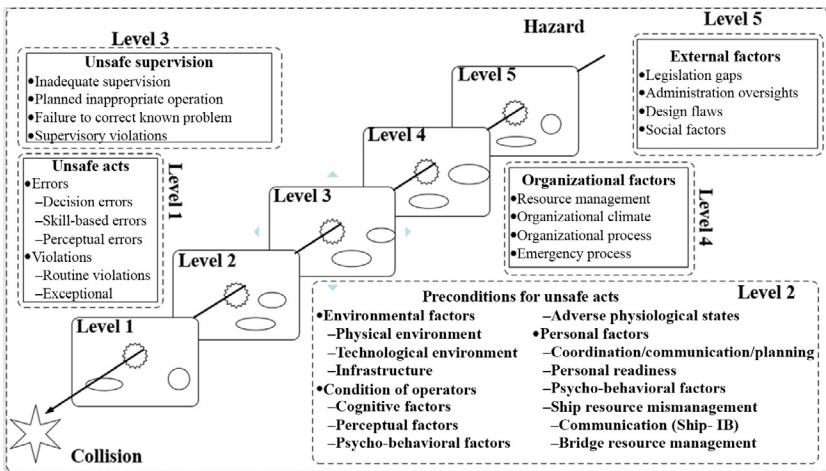 Level 3
Unsafe supervision
•Inadequate supervision
•Planned inappropriate operation
•Failure to correct known problem
•Supervisory violations
Hazard
Level 5
External factors
•Legislation gaps
•Administration oversights
•Design flaws
•Social factors
Level 5
Level 4
Level 3
Level 2
Level 1
Unsafe acts
•Errors
–Decision errors
–Skill-based errors
–Perceptual errors
•Violations
–Routine violations
–Exceptional
Level 1
Organizational factors
•Resource management
•Organizational climate
•Organizational process
•Emergency process
Level 4
Preconditions for unsafe acts
Level 2
•Environmental factors
–Physical environment
–Technological environment
–Infrastructure
•Condition of operators
–Cognitive factors
–Perceptual factors
–Psycho-behavioral factors
–Adverse physiological states
•Personal factors
–Coordination/communication/planning
–Personal readiness
–Psycho-behavioral factors
–Ship resource mismanagement
–Communication (Ship- IB)
–Bridge resource management
Collision